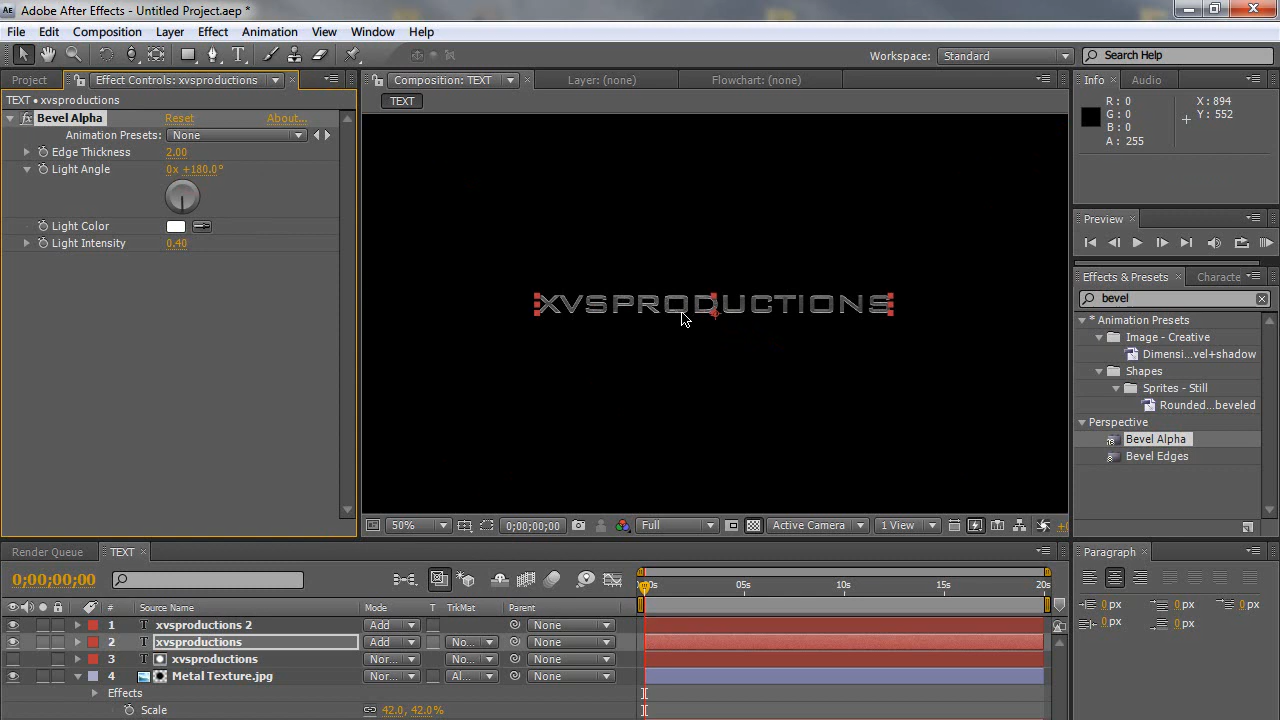 Adobe After Effects - Untitled Project.aep *
File Edit Composition Layer Effect Animation View Window Help
Workspace: Standard Search Help
Project Effect Controls: xvsproductions Composition: TEXT Layer: (none) Flowchart: (none) Info Audio
TEXT • xvsproductions
TEXT
R: 0 X: 894
G: 0 Y: 552
B: 0
A: 255
fx Bevel Alpha Reset About...
Animation Presets: None
Edge Thickness 2.00
Light Angle 0x +180.0°
Light Color
Light Intensity 0.40
Preview
Effects & Presets Characte
bevel
* Animation Presets
Image - Creative
Dimensi...vel+shadow
Shapes
Sprites - Still
Rounded...beveled
Perspective
Bevel Alpha
Bevel Edges
XVSPRODUCTIONS
50% 0;00;00;00 Full Active Camera 1 View
Render Queue TEXT
Paragraph
0;00;00;00
0s 05s 10s 15s 20s
# Source Name Mode T TrkMat Parent
1 T xvsproductions 2 Add None
2 T xvsproductions Add No... None
3 T xvsproductions Nor... No... None
4 Metal Texture.jpg Nor... Al... None
Effects
Scale 42.0, 42.0%
0 px 0 px 0 px
0 px 0 px